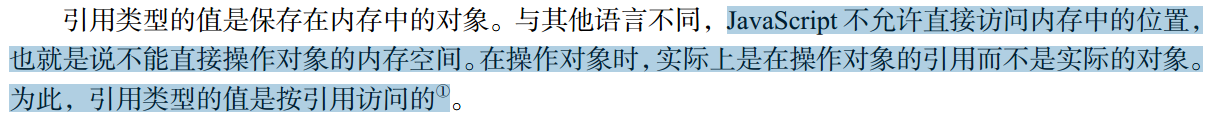 引用类型的值是保存在内存中的对象。与其他语言不同，JavaScript 不允许直接访问内存中的位置，
也就是说不能直接操作对象的内存空间。在操作对象时，实际上是在操作对象的引用而不是实际的对象。
为此，引用类型的值是按引用访问的①。